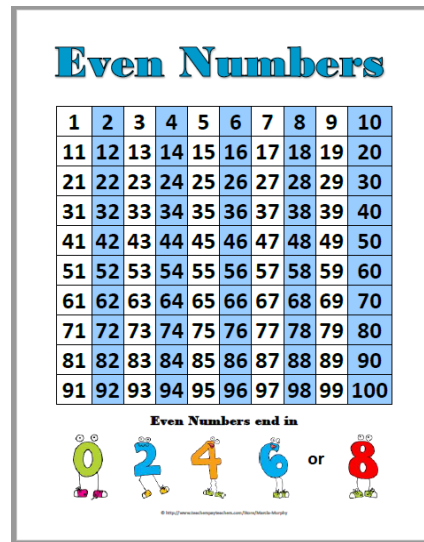 Even Numbers
1 2 3 4 5 6 7 8 9 10
11 12 13 14 15 16 17 18 19 20
21 22 23 24 25 26 27 28 29 30
31 32 33 34 35 36 37 38 39 40
41 42 43 44 45 46 47 48 49 50
51 52 53 54 55 56 57 58 59 60
61 62 63 64 65 66 67 68 69 70
71 72 73 74 75 76 77 78 79 80
81 82 83 84 85 86 87 88 89 90
91 92 93 94 95 96 97 98 99 100
Even Numbers end in
0 2 4 6 or 8